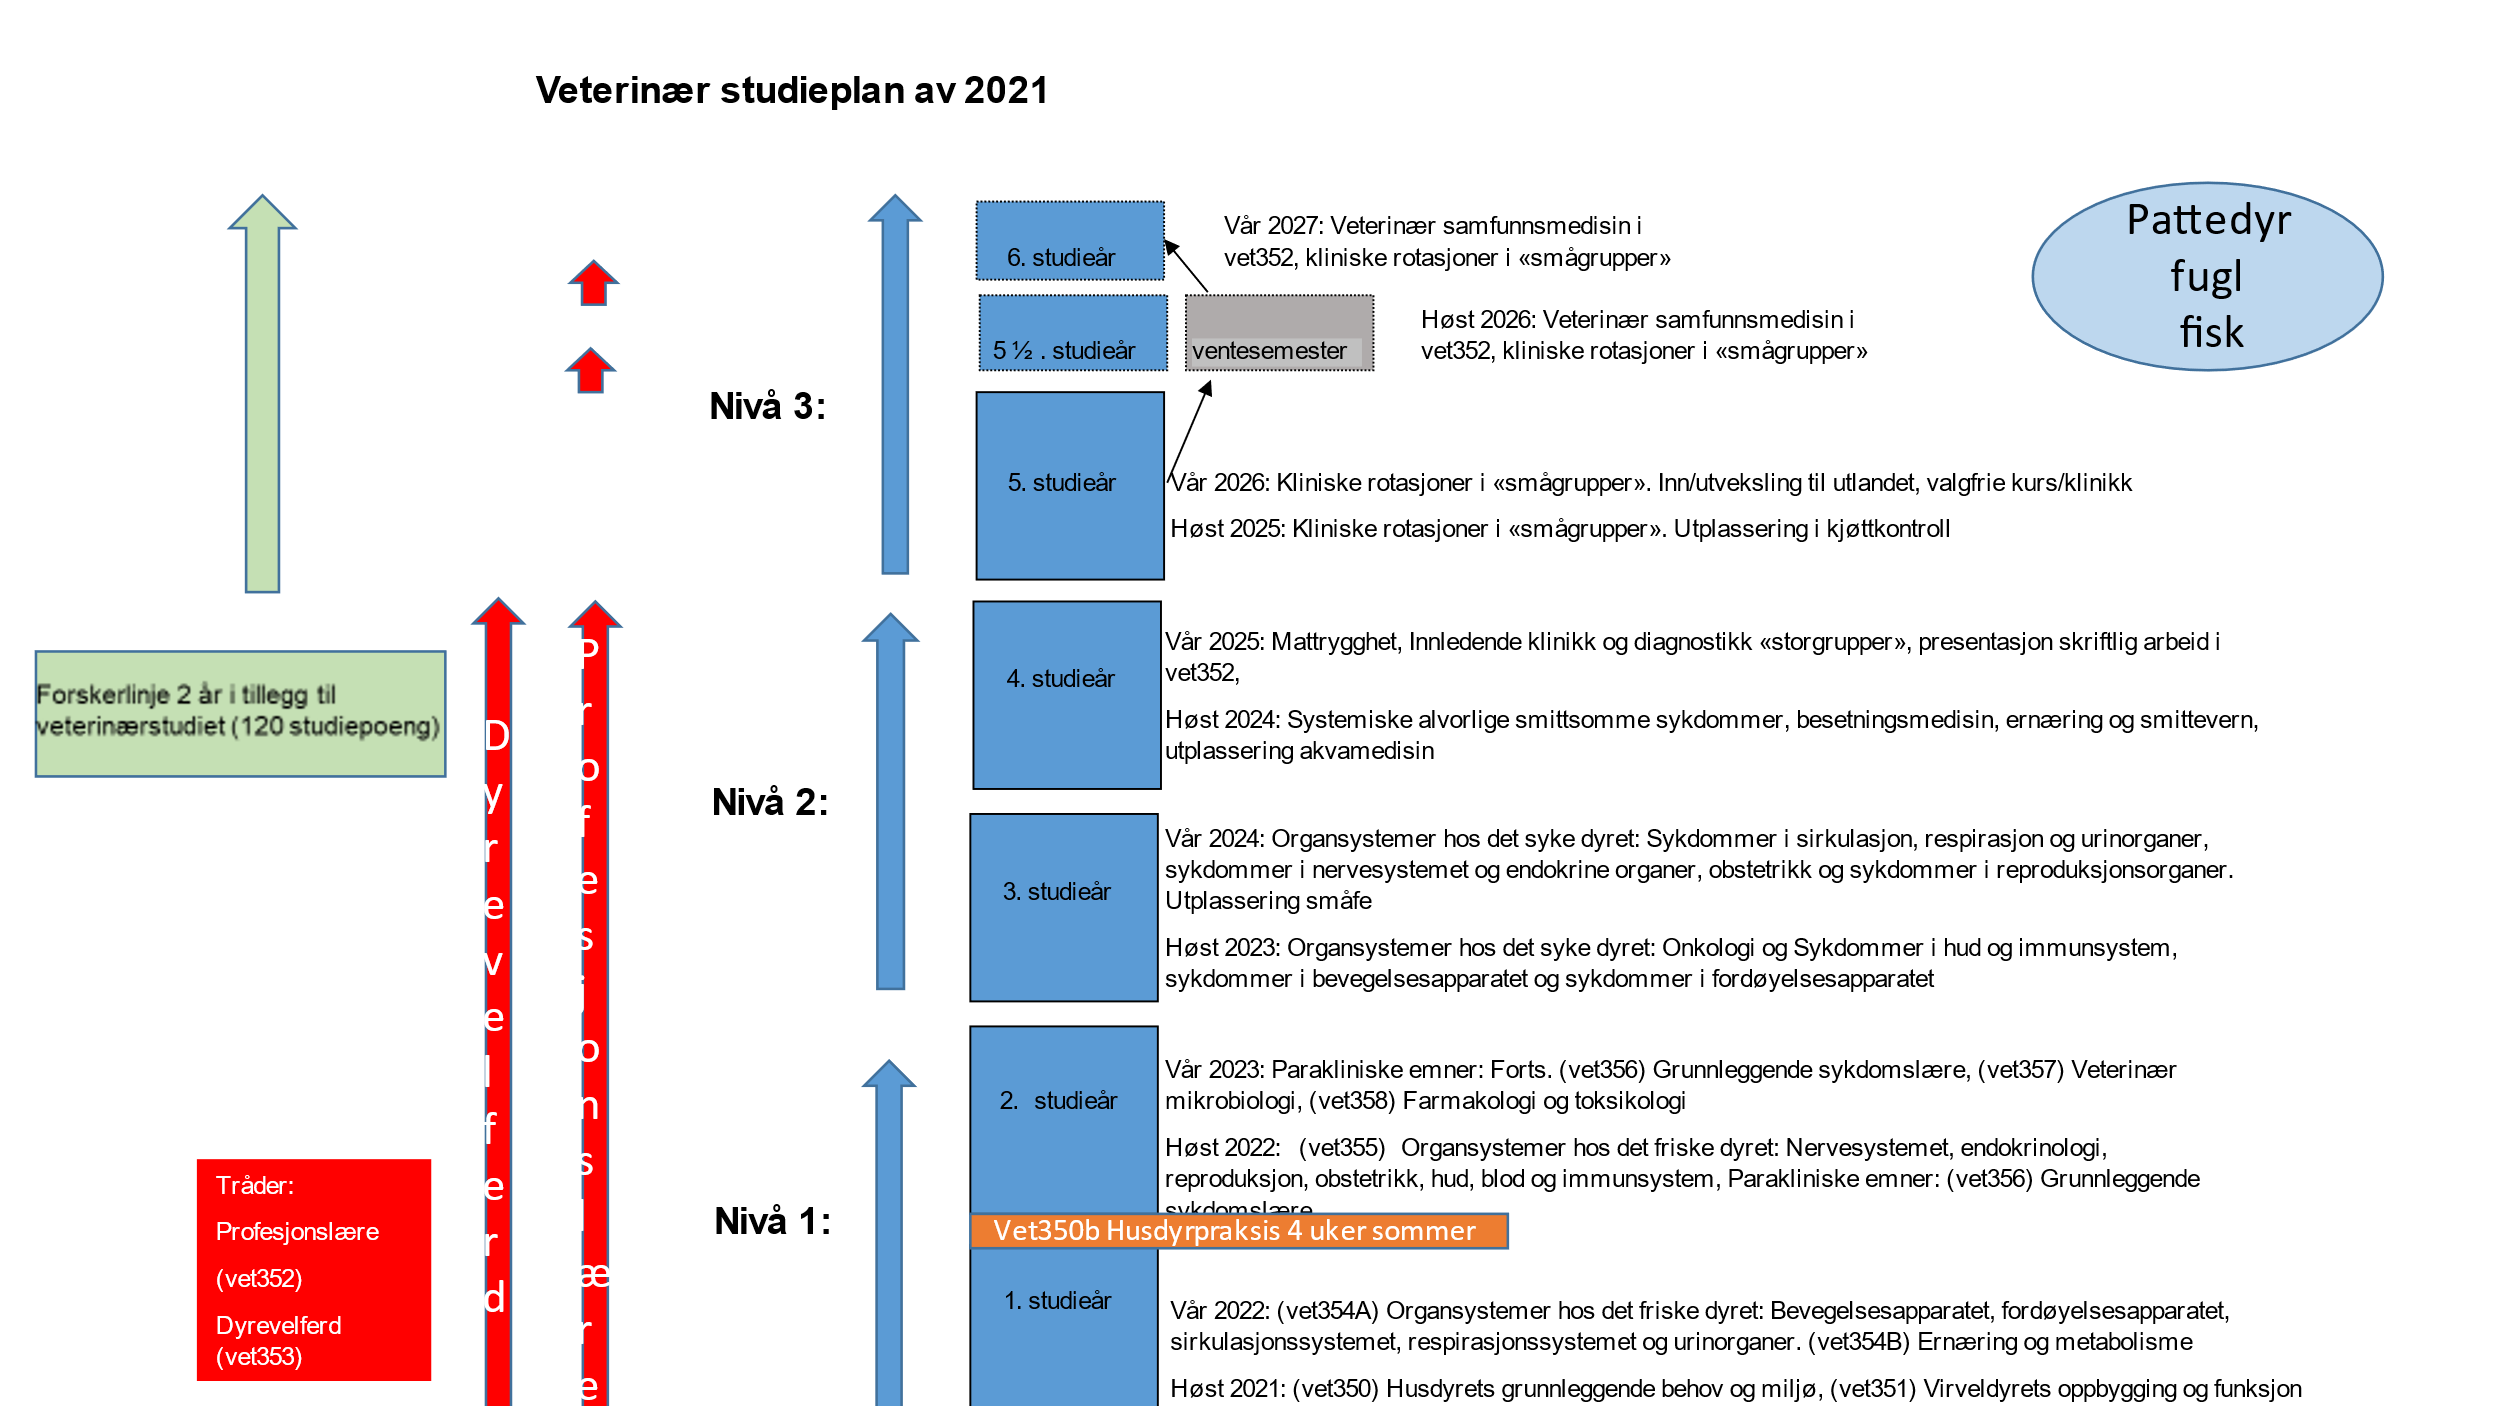 Veterinær studieplan av 2021
6. studieår
Vår 2027: Veterinær samfunnsmedisin i
vet352, kliniske rotasjoner i «smågrupper»
Pattedyr
fugl
fisk
5 ½ . studieår
ventesemester
Høst 2026: Veterinær samfunnsmedisin i
vet352, kliniske rotasjoner i «smågrupper»
Nivå 3:
5. studieår
Vår 2026: Kliniske rotasjoner i «smågrupper». Inn/utveksling til utlandet, valgfrie kurs/klinikk
Høst 2025: Kliniske rotasjoner i «smågrupper». Utplassering i kjøttkontroll
Forskerlinje 2 år i tillegg til
veterinærstudiet (120 studiepoeng)
Dyrevelferd
Profesjonslære
Nivå 2:
4. studieår
Vår 2025: Mattrygghet, Innledende klinikk og diagnostikk «storgrupper», presentasjon skriftlig arbeid i
vet352,
Høst 2024: Systemiske alvorlige smittsomme sykdommer, besetningsmedisin, ernæring og smittevern,
utplassering akvamedisin
3. studieår
Vår 2024: Organsystemer hos det syke dyret: Sykdommer i sirkulasjon, respirasjon og urinorganer,
sykdommer i nervesystemet og endokrine organer, obstetrikk og sykdommer i reproduksjonsorganer.
Utplassering småfe
Høst 2023: Organsystemer hos det syke dyret: Onkologi og Sykdommer i hud og immunsystem,
sykdommer i bevegelsesapparatet og sykdommer i fordøyelsesapparatet
Nivå 1:
2. studieår
Vår 2023: Parakliniske emner: Forts. (vet356) Grunnleggende sykdomslære, (vet357) Veterinær
mikrobiologi, (vet358) Farmakologi og toksikologi
Høst 2022: (vet355) Organsystemer hos det friske dyret: Nervesystemet, endokrinologi,
reproduksjon, obstetrikk, hud, blod og immunsystem, Parakliniske emner: (vet356) Grunnleggende
sykdomslære
Vet350b Husdyrpraksis 4 uker sommer
1. studieår
Vår 2022: (vet354A) Organsystemer hos det friske dyret: Bevegelsesapparatet, fordøyelsesapparatet,
sirkulasjonssystemet, respirasjonssystemet og urinorganer. (vet354B) Ernæring og metabolisme
Høst 2021: (vet350) Husdyrets grunnleggende behov og miljø, (vet351) Virveldyrets oppbygging og funksjon
Tråder:
Profesjonslære
(vet352)
Dyrevelferd
(vet353)